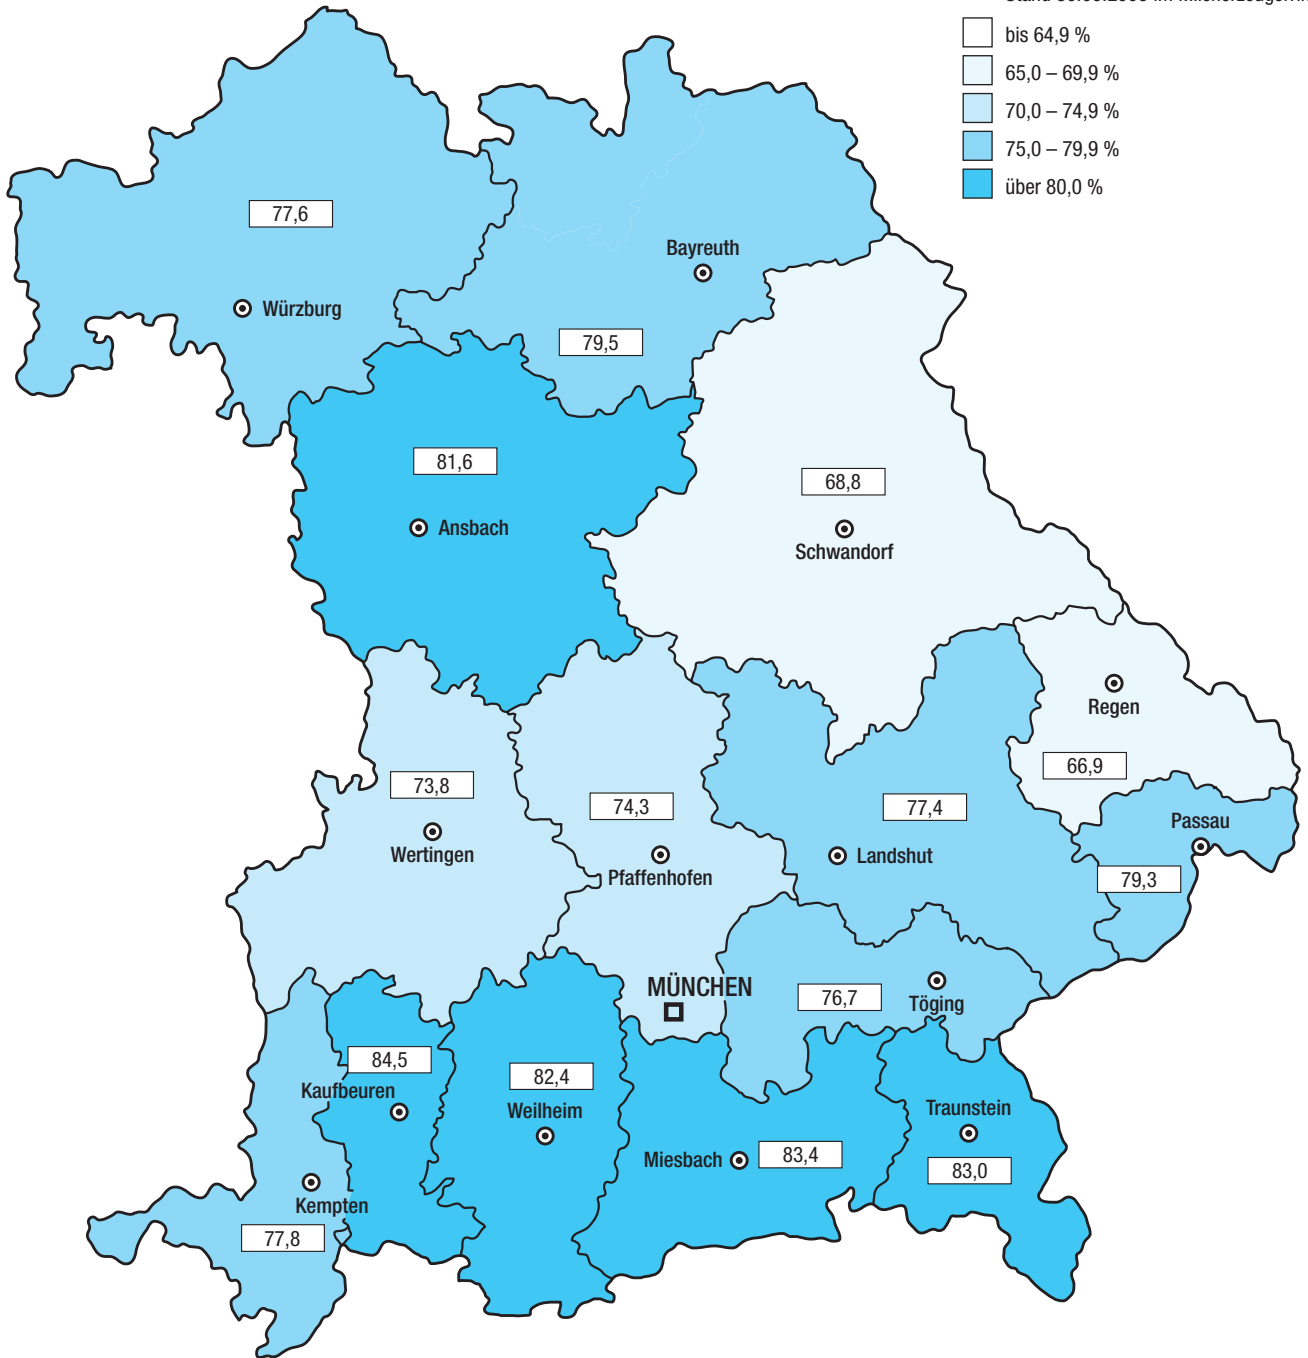 bis 64,9 %
65,0 – 69,9 %
70,0 – 74,9 %
75,0 – 79,9 %
über 80,0 %
77,6
Bayreuth
Würzburg
79,5
81,6
68,8
Ansbach
Schwandorf
Regen
66,9
73,8
74,3
77,4
Passau
Wertingen
Landshut
Pfaffenhofen
79,3
MÜNCHEN
76,7
Töging
84,5
82,4
Kaufbeuren
Weilheim
Traunstein
Miesbach
83,4
83,0
Kempten
77,8